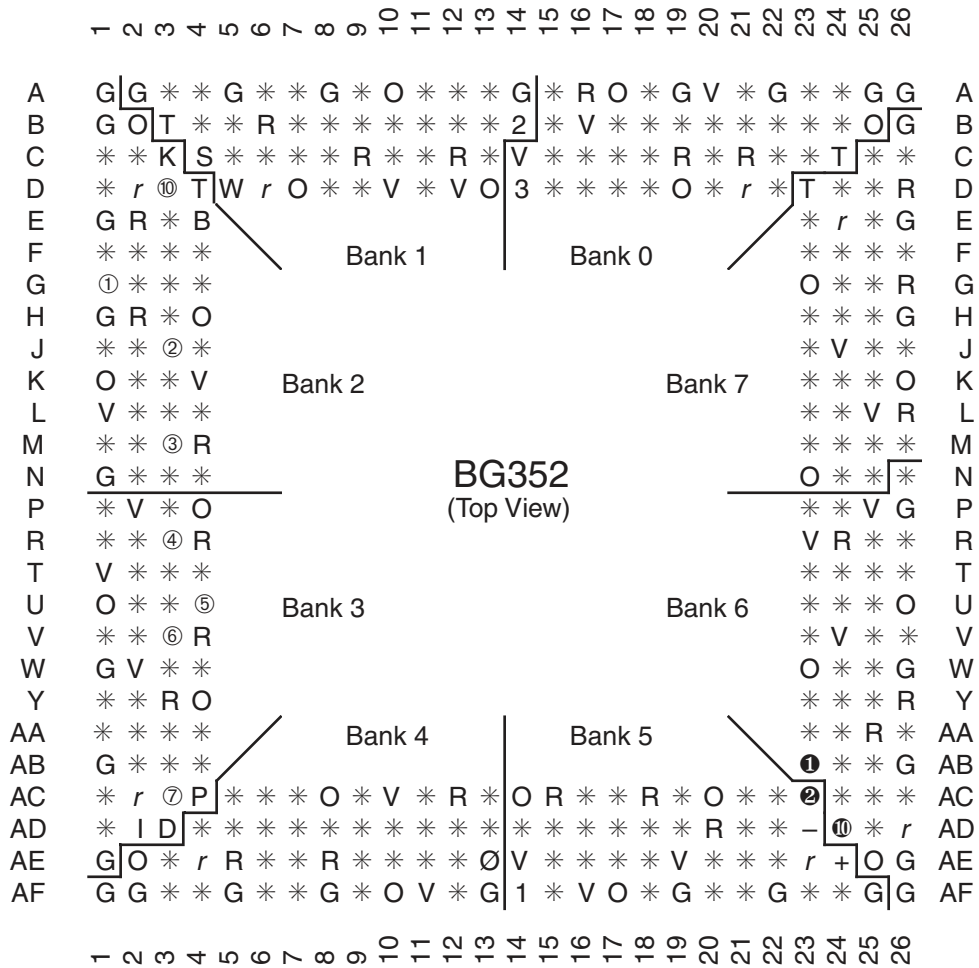 1 2 3 4 5 6 7 8 9 10 11 12 13 14 15 16 17 18 19 20 21 22 23 24 25 26
A G G ✳ ✳ G ✳ ✳ G ✳ O ✳ ✳ ✳ G ✳ R O ✳ G V ✳ G ✳ ✳ G G A
B G O T ✳ ✳ R ✳ ✳ ✳ ✳ ✳ ✳ ✳ 2 ✳ V ✳ ✳ ✳ ✳ ✳ ✳ ✳ ✳ O G B
C ✳ ✳ K S ✳ ✳ ✳ ✳ R ✳ ✳ R ✳ V ✳ ✳ ✳ ✳ R ✳ R ✳ ✳ T ✳ ✳ C
D ✳ r ⑩ T W r O ✳ ✳ V ✳ V O 3 ✳ ✳ ✳ ✳ O ✳ r ✳ T ✳ ✳ R D
E G R ✳ B ✳ r ✳ G E
F ✳ ✳ ✳ ✳ Bank 1 Bank 0 ✳ ✳ ✳ ✳ F
G ① ✳ ✳ ✳ O ✳ ✳ R G
H G R ✳ O ✳ ✳ ✳ G H
J ✳ ✳ ② ✳ ✳ V ✳ ✳ J
K O ✳ ✳ V Bank 2 Bank 7 ✳ ✳ ✳ O K
L V ✳ ✳ ✳ ✳ ✳ V R L
M ✳ ✳ ③ R ✳ ✳ ✳ ✳ M
N G ✳ ✳ ✳ BG352 O ✳ ✳ ✳ N
P ✳ V ✳ O (Top View) ✳ ✳ V G P
R ✳ ✳ ④ R V R ✳ ✳ R
T V ✳ ✳ ✳ ✳ ✳ ✳ ✳ T
U O ✳ ✳ ⑤ Bank 3 Bank 6 ✳ ✳ ✳ O U
V ✳ ✳ ⑥ R ✳ V ✳ ✳ V
W G V ✳ ✳ O ✳ ✳ G W
Y ✳ ✳ R O ✳ ✳ ✳ R Y
AA ✳ ✳ ✳ ✳ Bank 4 Bank 5 ✳ ✳ R ✳ AA
AB G ✳ ✳ ✳ ❶ ✳ ✳ G AB
AC ✳ r ⑦ P ✳ ✳ ✳ O ✳ V ✳ R ✳ O R ✳ ✳ R ✳ O ✳ ✳ ❷ ✳ ✳ ✳ AC
AD ✳ I D ✳ ✳ ✳ ✳ ✳ ✳ ✳ ✳ ✳ ✳ ✳ ✳ ✳ ✳ ✳ ✳ R ✳ ✳ – ❿ ✳ r AD
AE G O ✳ r R ✳ ✳ R ✳ ✳ ✳ ✳ Ø V ✳ ✳ ✳ ✳ V ✳ ✳ ✳ r + O G AE
AF G G ✳ ✳ G ✳ ✳ G ✳ O V ✳ G 1 ✳ V O ✳ G ✳ ✳ G ✳ ✳ G G AF
1 2 3 4 5 6 7 8 9 10 11 12 13 14 15 16 17 18 19 20 21 22 23 24 25 26